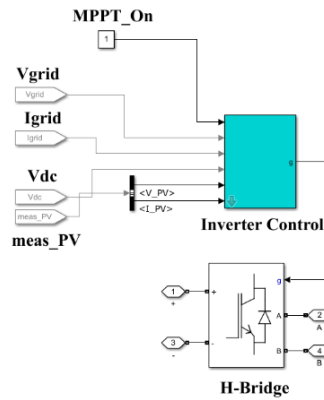 MPPT_On
1
Vgrid
Vgrid
Igrid
Igrid
Vdc
Vdc
meas_PV
meas_PV
<V_PV>
<I_PV>
g
Inverter Control
1
+
3
-
+
-
g
A
B
2
A
4
B
H-Bridge